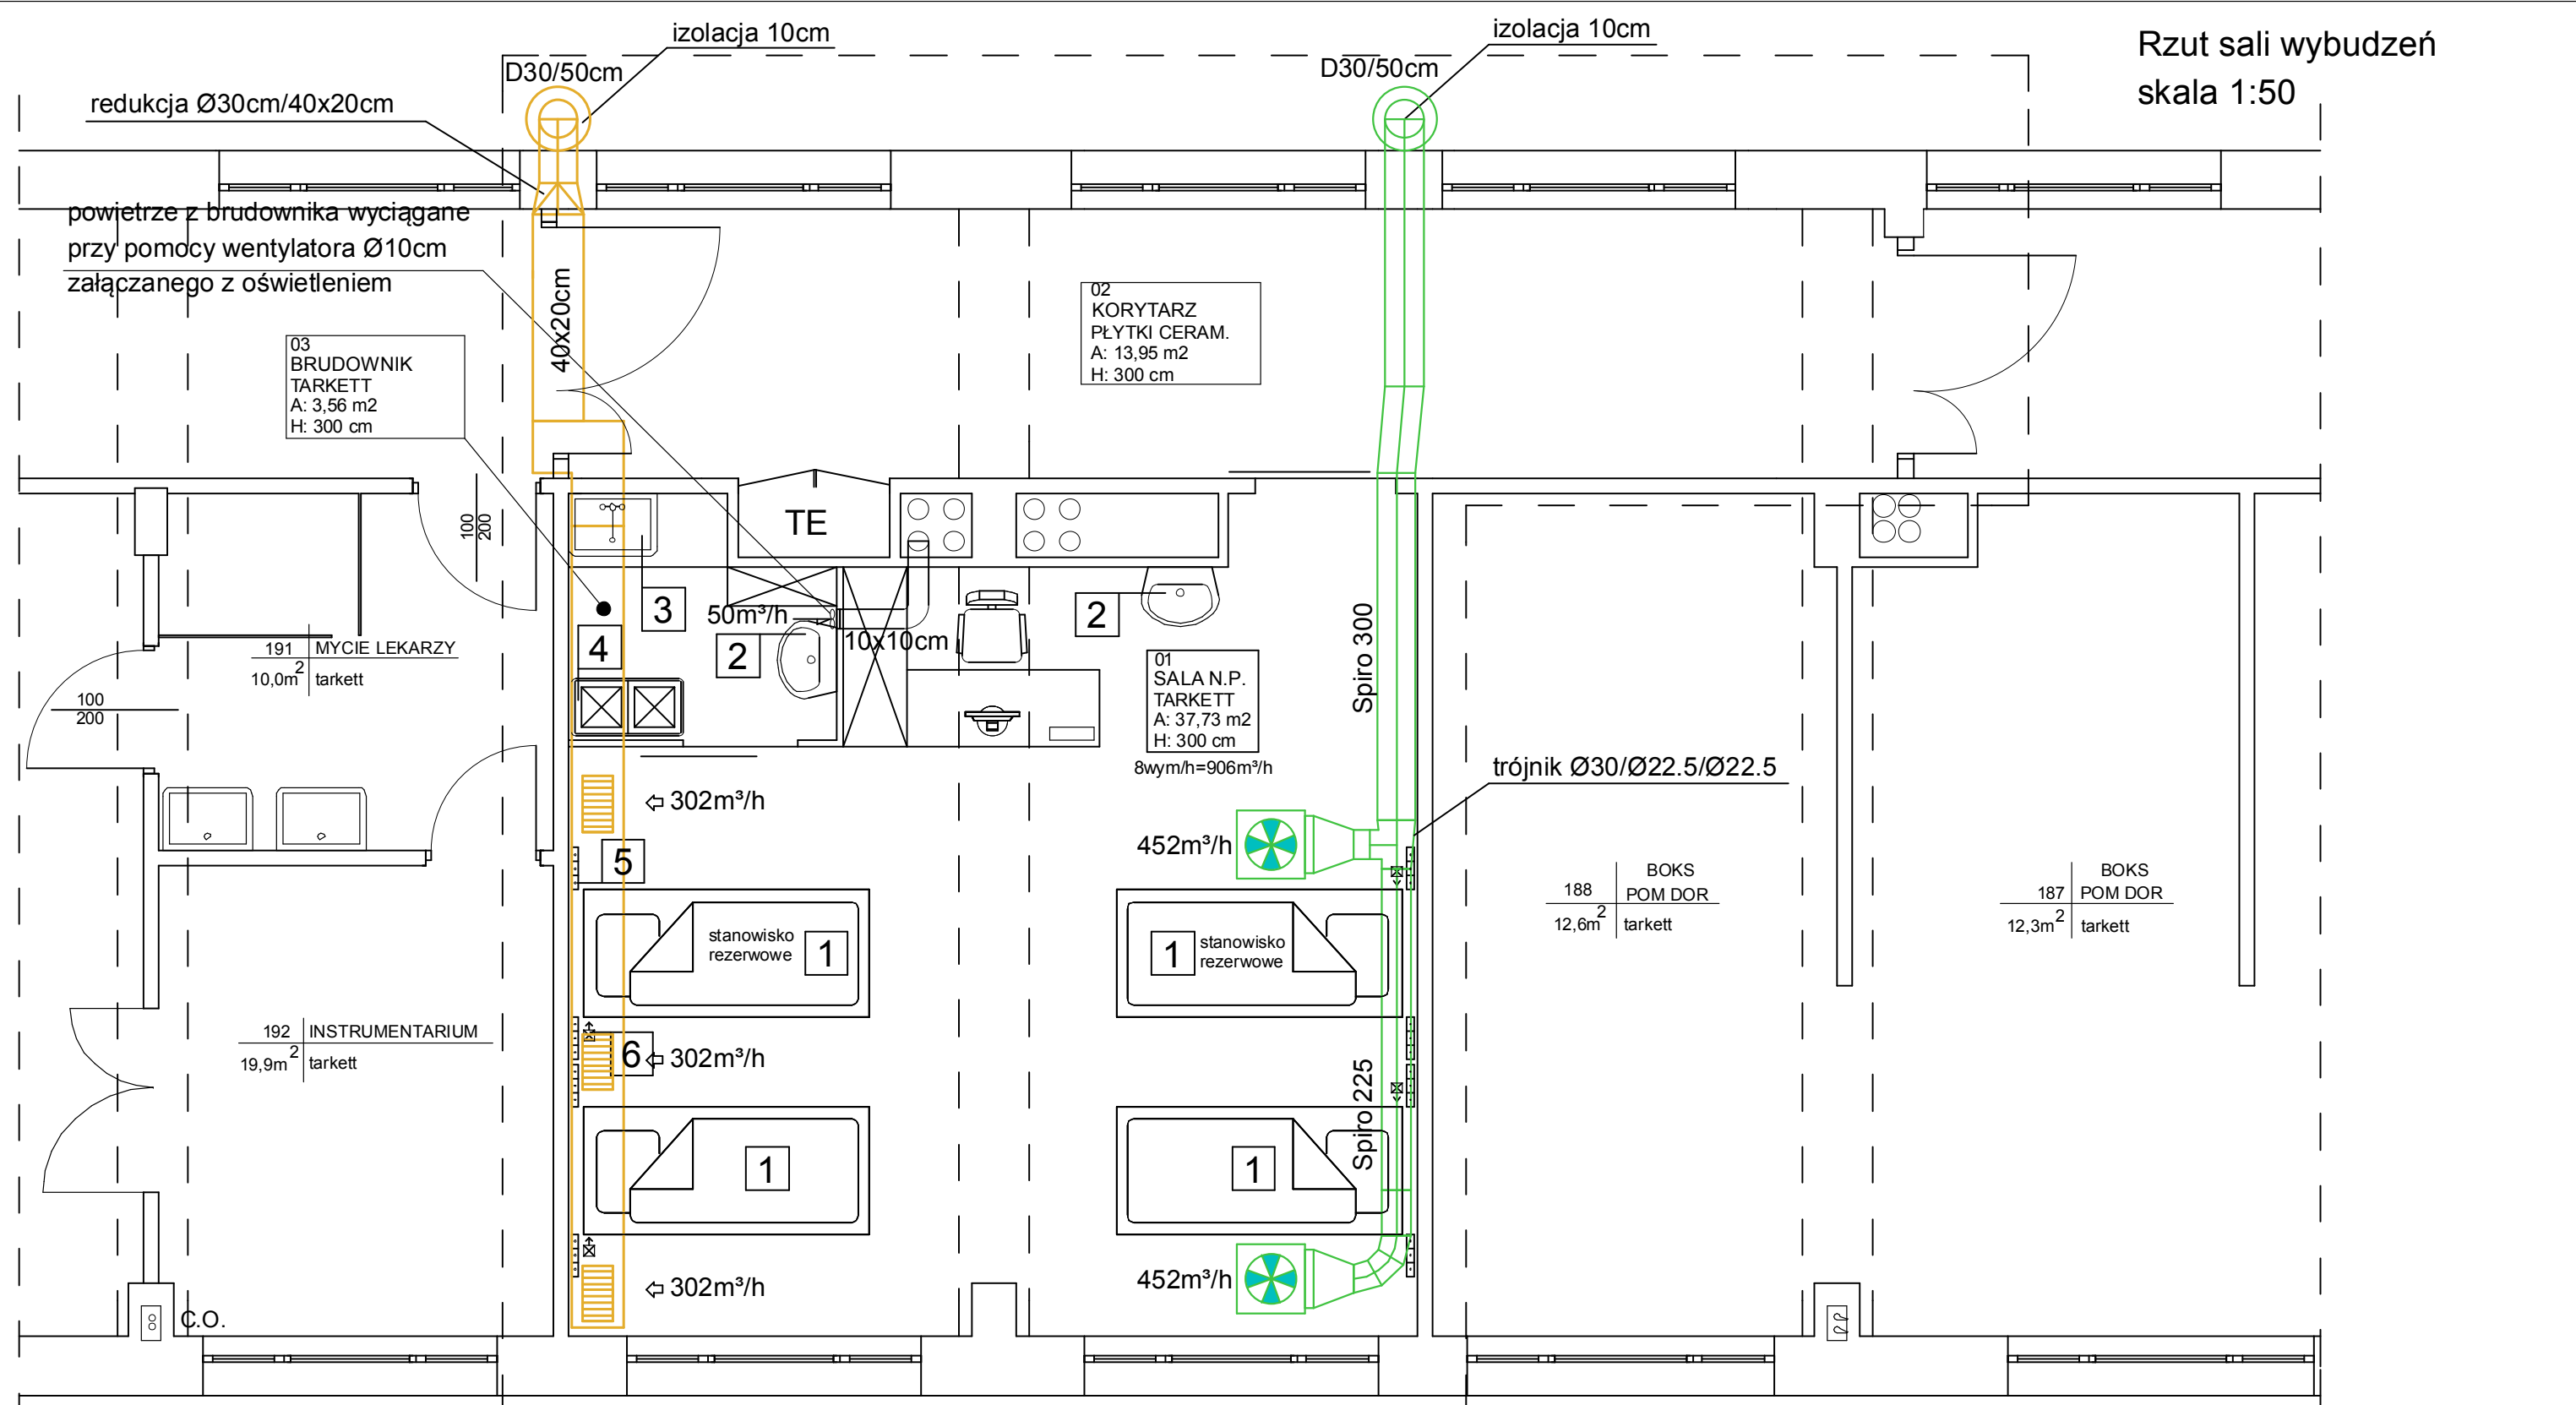 Rzut sali wybudzeń
skala 1:50
izolacja 10cm
izolacja 10cm
D30/50cm
D30/50cm
redukcja Ø30cm/40x20cm
powietrze z brudownika wyciągane
przy pomocy wentylatora Ø10cm
załączanego z oświetleniem
40x20cm
02
KORYTARZ
PŁYTKI CERAM.
A: 13,95 m2
H: 300 cm
03
BRUDOWNIK
TARKETT
A: 3,56 m2
H: 300 cm
100
200
TE
3
50m³/h
2
10x10cm
2
4
191 MYCIE LEKARZY
10,0m2 tarkett
100
200
01
SALA N.P.
TARKETT
A: 37,73 m2
H: 300 cm
8wym/h=906m³/h
Spiro 300
trójnik Ø30/Ø22.5/Ø22.5
302m³/h
452m³/h
5
188 BOKS
POM DOR
12,6m2 tarkett
187 BOKS
POM DOR
12,3m2 tarkett
stanowisko
rezerwowe
1
1
stanowisko
rezerwowe
192 INSTRUMENTARIUM
19,9m2 tarkett
6
302m³/h
Spiro 225
1
1
302m³/h
452m³/h
C.O.